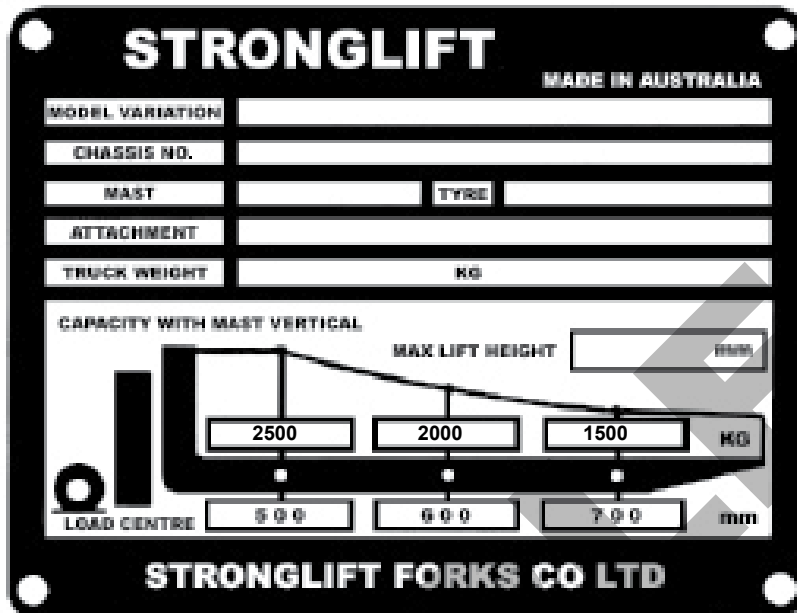 STRONGLIFT
MADE IN AUSTRALIA
MODEL VARIATION
CHASSIS NO.
MAST TYRE
ATTACHMENT
TRUCK WEIGHT KG
CAPACITY WITH MAST VERTICAL
MAX LIFT HEIGHT mm
2500 2000 1500 KG
LOAD CENTRE 500 600 700 mm
STRONGLIFT FORKS CO LTD